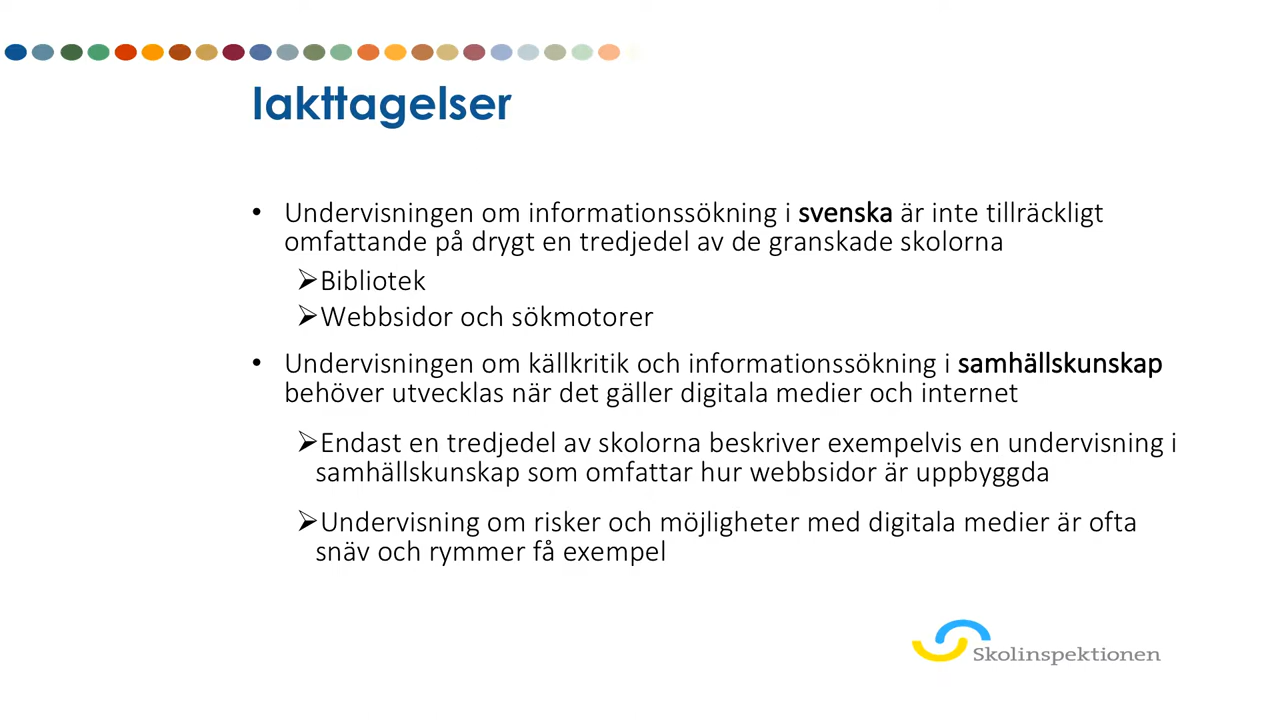 Iakttagelser
• Undervisningen om informationssökning i svenska är inte tillräckligt
omfattande på drygt en tredjedel av de granskade skolorna
➢Bibliotek
➢Webbsidor och sökmotorer
• Undervisningen om källkritik och informationssökning i samhällskunskap
behöver utvecklas när det gäller digitala medier och internet
➢Endast en tredjedel av skolorna beskriver exempelvis en undervisning i
samhällskunskap som omfattar hur webbsidor är uppbyggda
➢Undervisning om risker och möjligheter med digitala medier är ofta
snäv och rymmer få exempel
Skolinspektionen